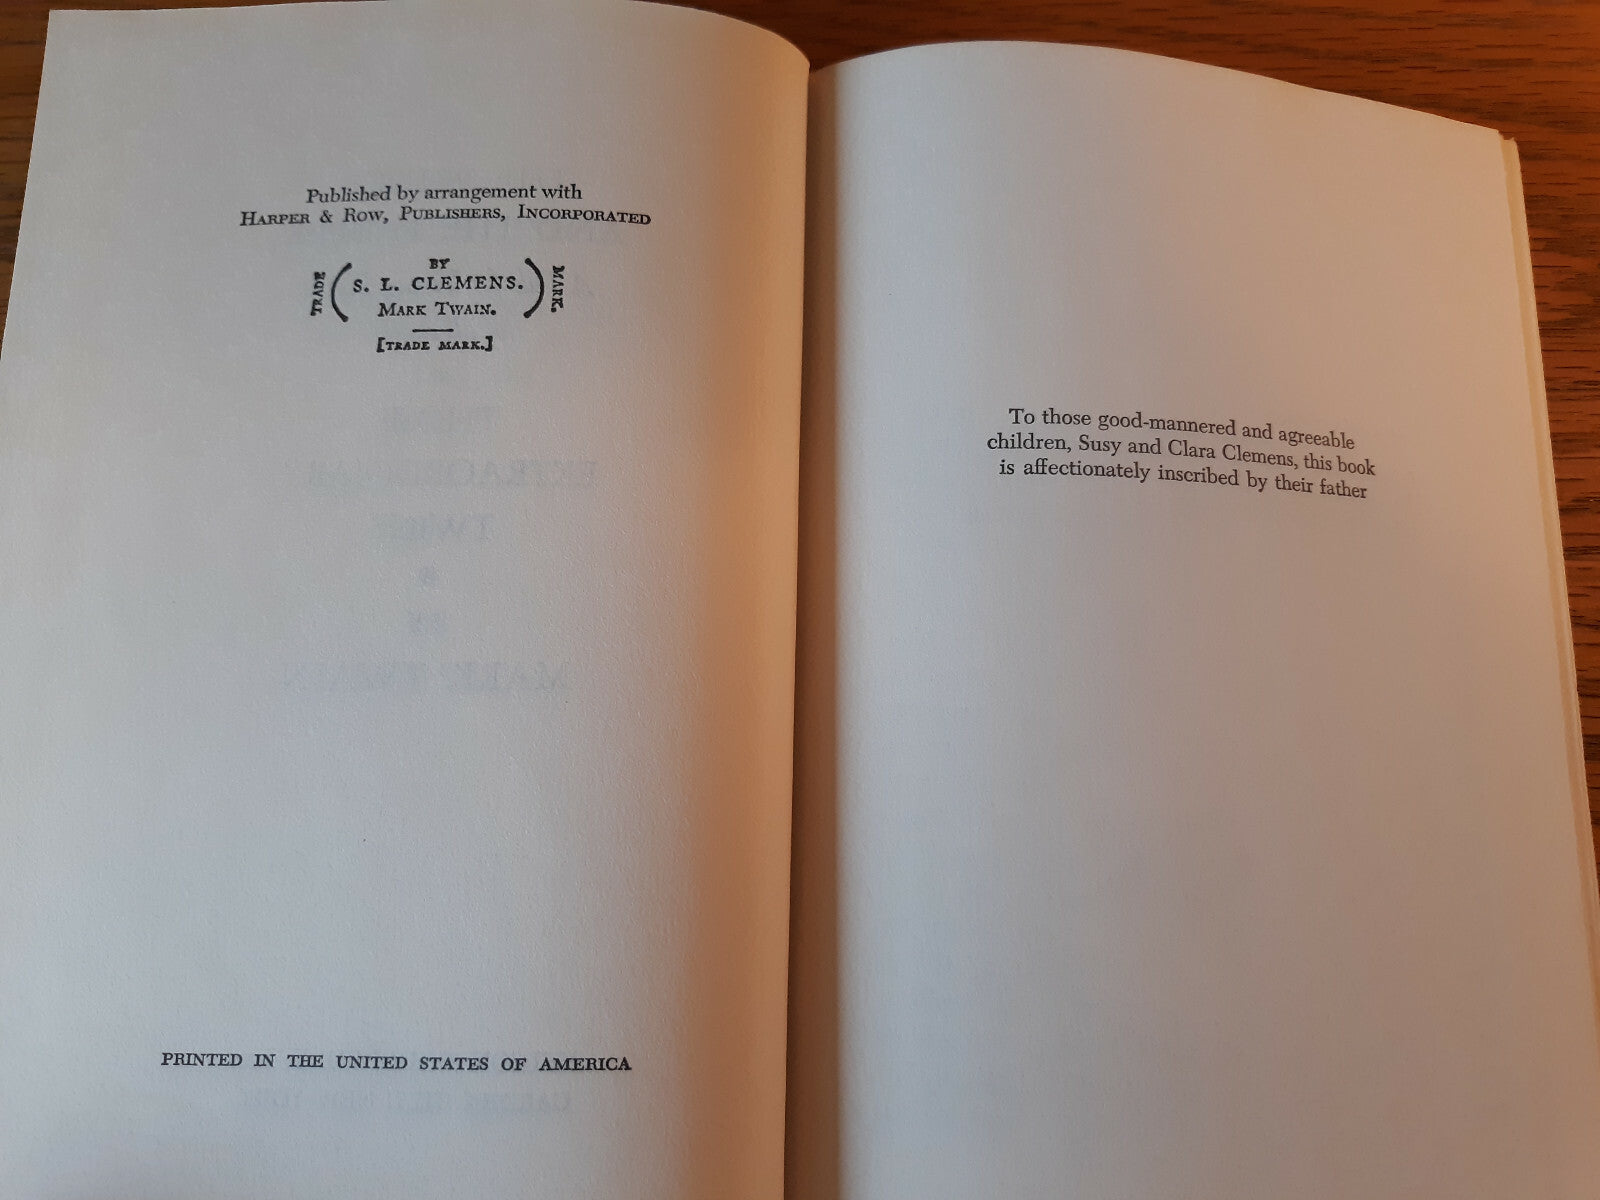 Published by arrangement with
HARPER & ROW, PUBLISHERS, INCORPORATED
TRADE
BY
S. L. CLEMENS.
MARK TWAIN.
MARK.
[TRADE MARK.]
PRINTED IN THE UNITED STATES OF AMERICA
To those good-mannered and agreeable
children, Susy and Clara Clemens, this book
is affectionately inscribed by their father